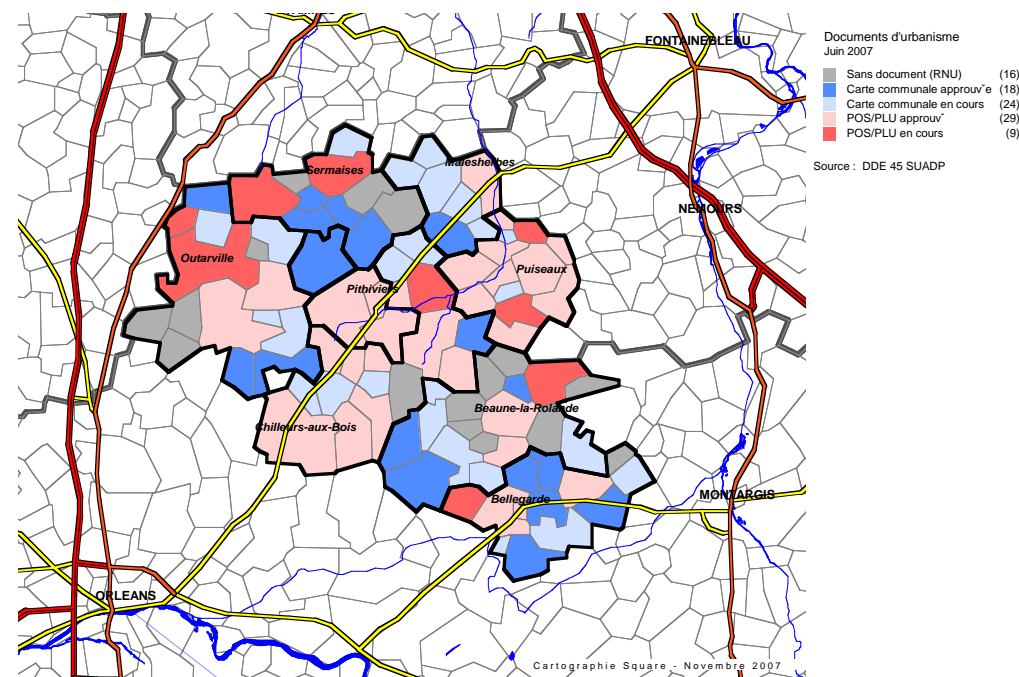 FONTAINEBLEAU
Malesherbes
Sermaises
NEMOURS
Outarville
Puiseaux
Pithiviers
Beaune-la-Rolande
Chilleurs-aux-Bois
Bellegarde
MONTARGIS
ORLEANS
Cartographie Square - Novembre 2007
Documents d'urbanisme
Juin 2007
Sans document (RNU) (16)
Carte communale approuvˇe (18)
Carte communale en cours (24)
POS/PLU approuvˇ (29)
POS/PLU en cours (9)
Source : DDE 45 SUADP